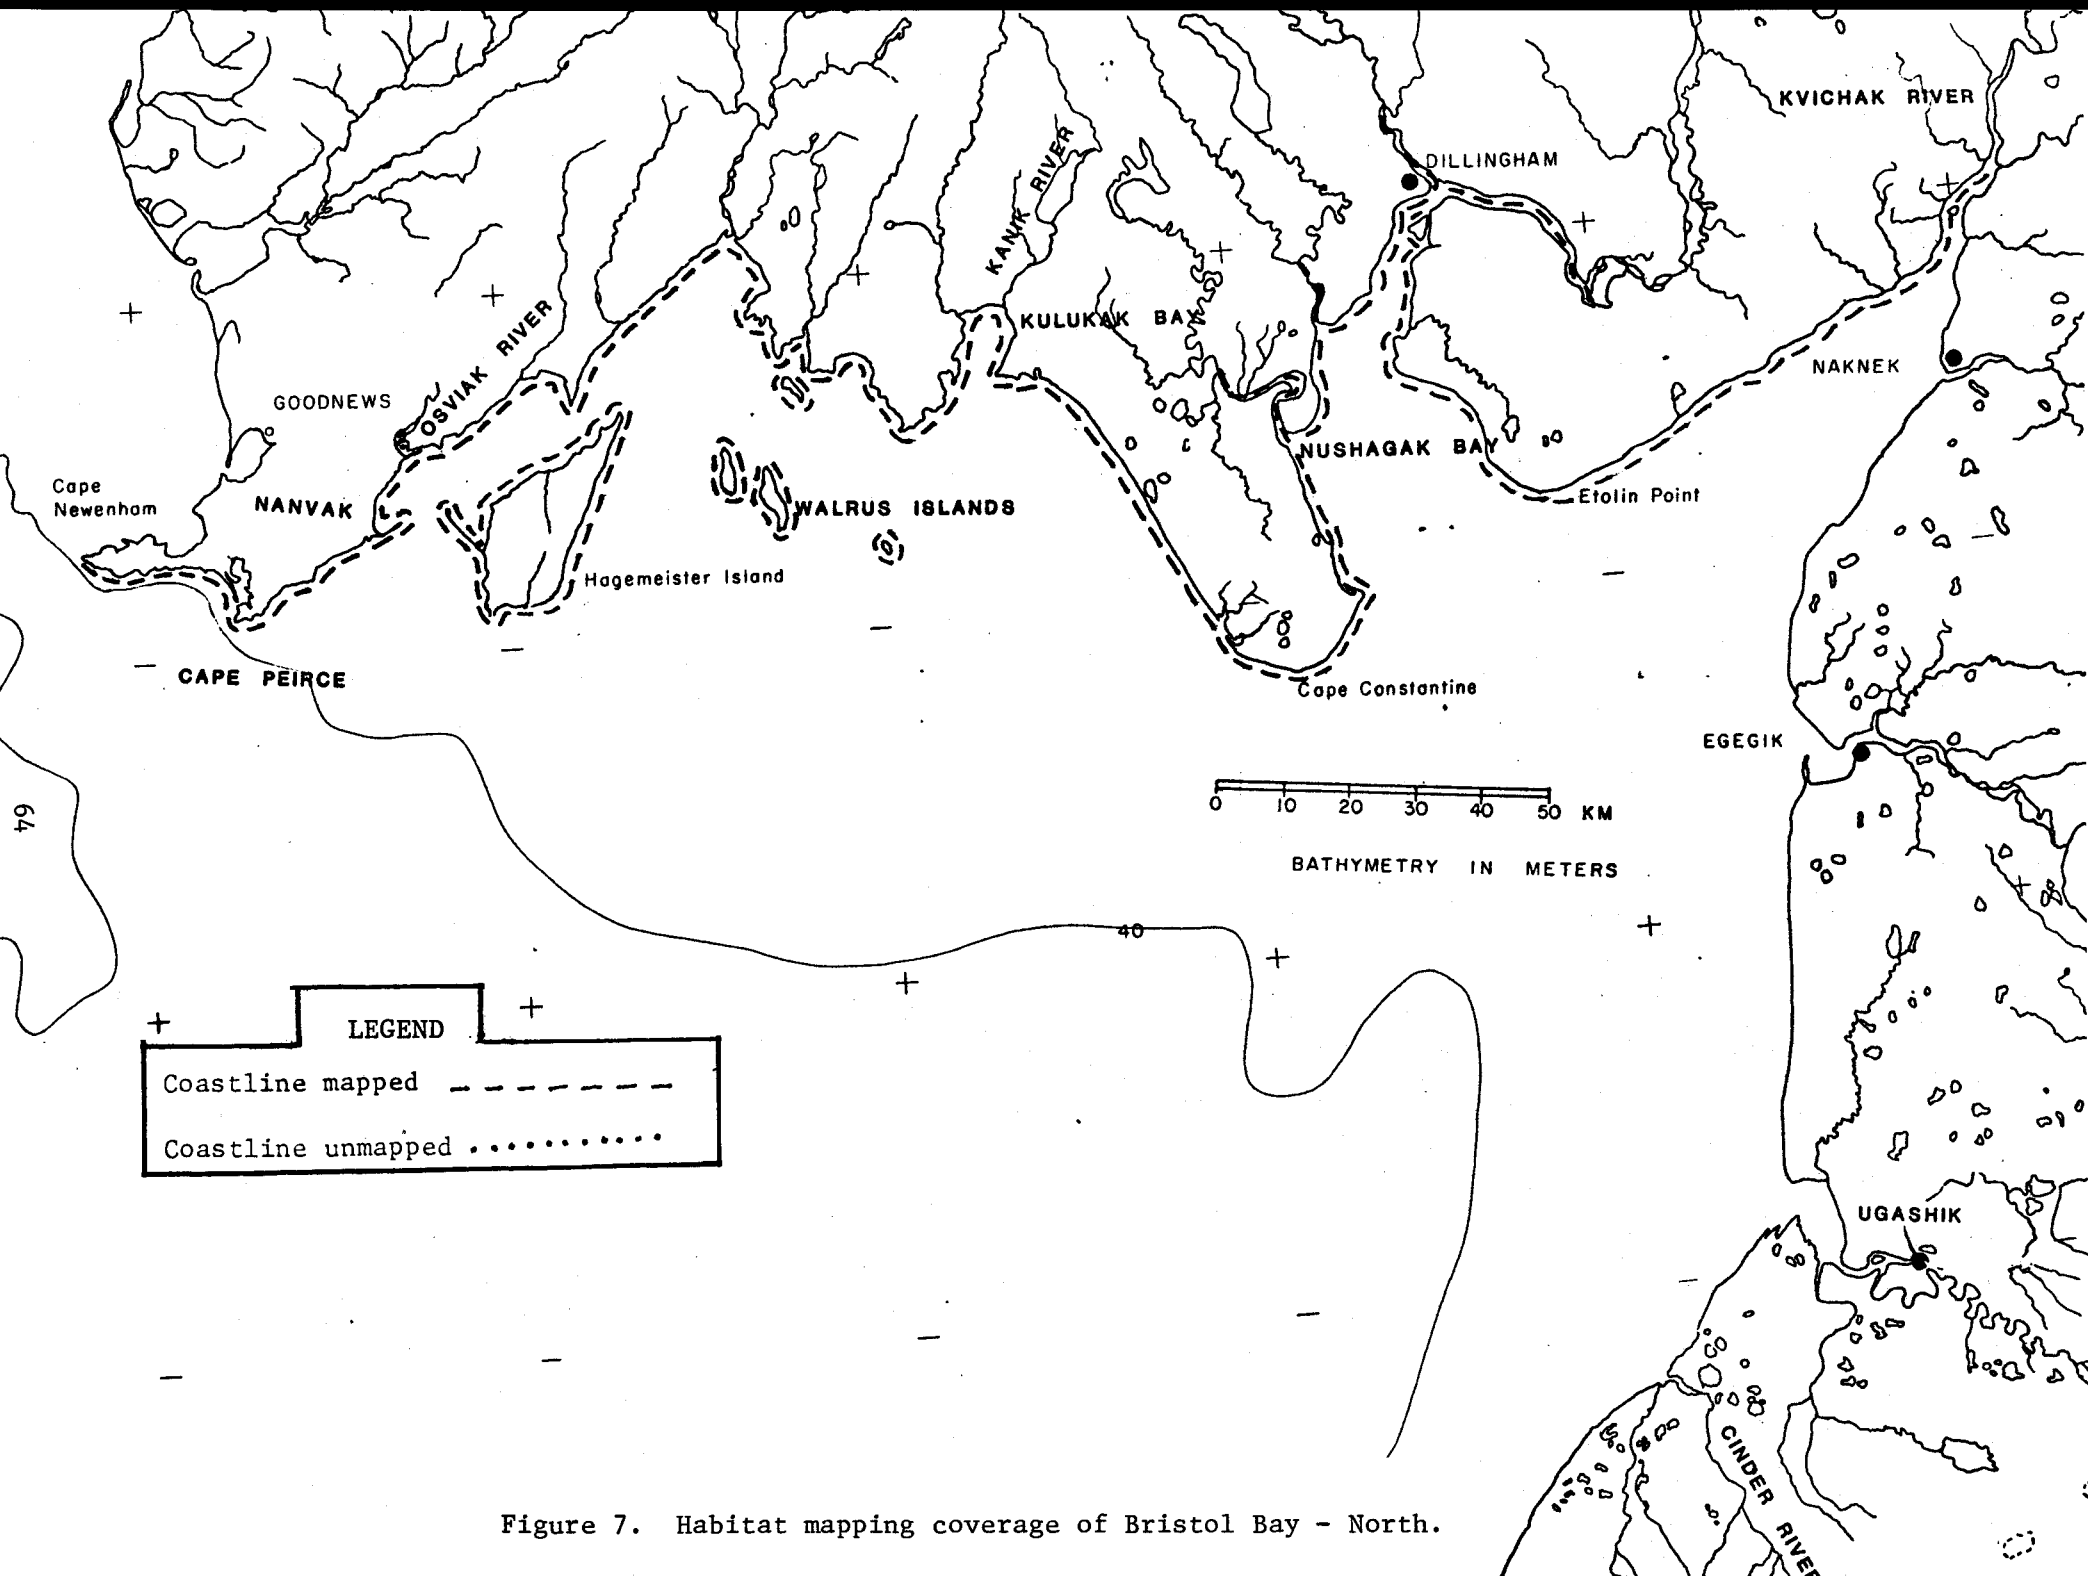 KVICHAK RIVER
DILLINGHAM
KANIK RIVER
KULUKAK BAY
OSVIAK RIVER
NAKNEK
GOODNEWS
NUSHAGAK BAY
Cape
Newenham
NANVAK
WALRUS ISLANDS
Etolin Point
Hagemeister Island
CAPE PEIRCE
Cape Constantine
EGEGIK
0 10 20 30 40 50 KM
64
BATHYMETRY IN METERS
40
LEGEND
Coastline mapped
Coastline unmapped
UGASHIK
CINDER RIVER
Figure 7. Habitat mapping coverage of Bristol Bay - North.